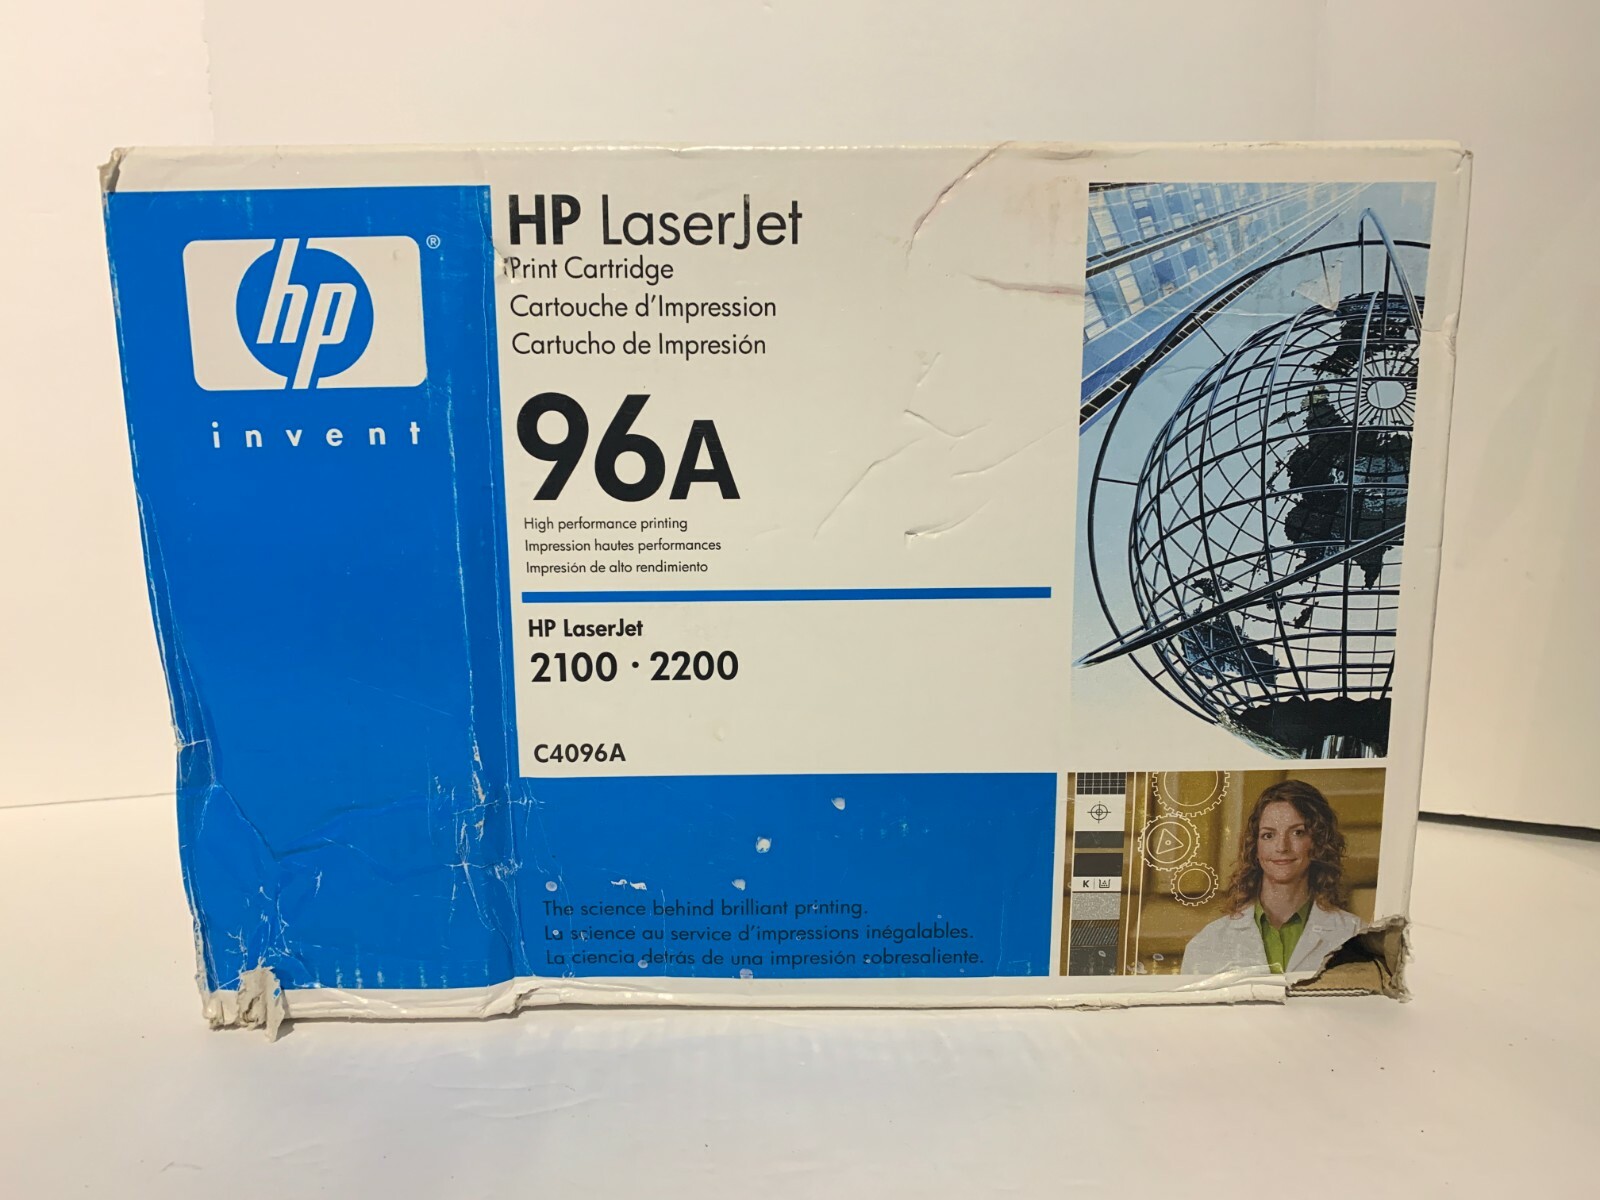 hp®
invent
HP LaserJet
Print Cartridge
Cartouche d'Impression
Cartucho de Impresión
96A
High performance printing
Impression hautes performances
Impresión de alto rendimiento
HP LaserJet
2100 · 2200
C4096A
The science behind brilliant printing.
La science au service d'impressions inégalables.
La ciencia detrás de una impresión sobresaliente.
K